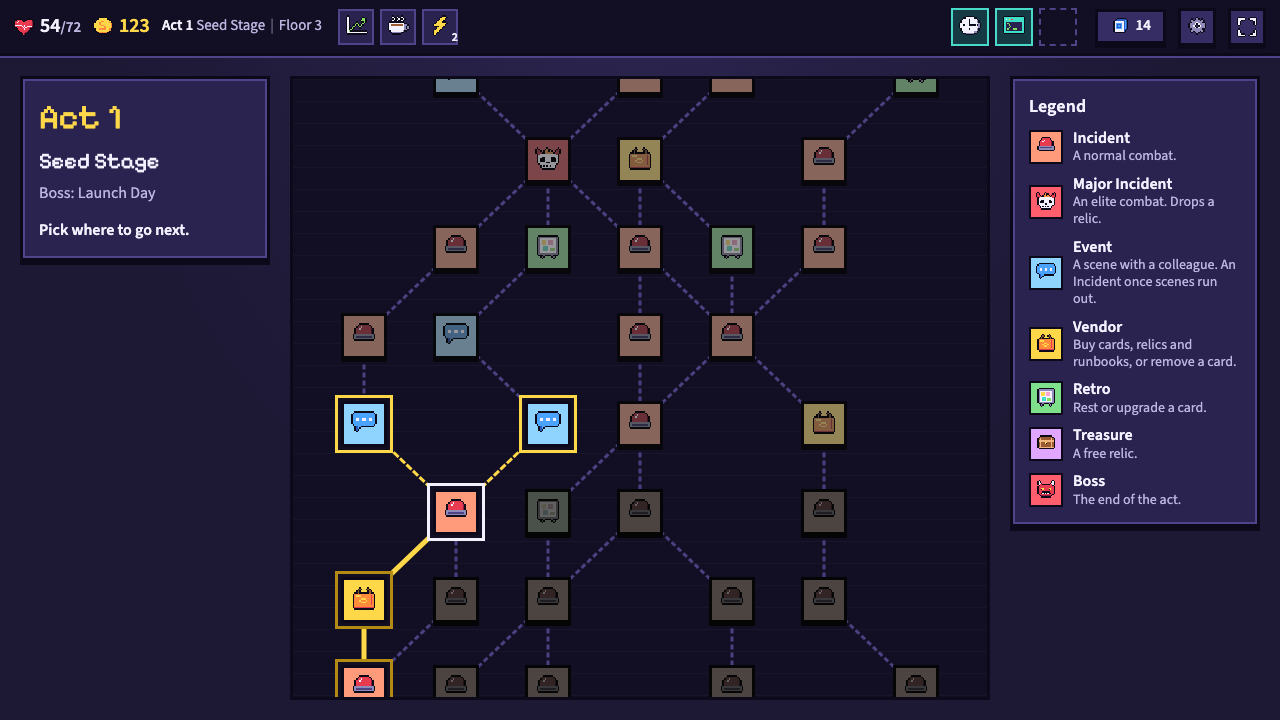 54/72
123
Act 1 Seed Stage | Floor 3
2
14
Act 1
Seed Stage
Boss: Launch Day
Pick where to go next.
Legend
Incident
A normal combat.
Major Incident
An elite combat. Drops a
relic.
Event
A scene with a colleague. An
Incident once scenes run
out.
Vendor
Buy cards, relics and
runbooks, or remove a card.
Retro
Rest or upgrade a card.
Treasure
A free relic.
Boss
The end of the act.